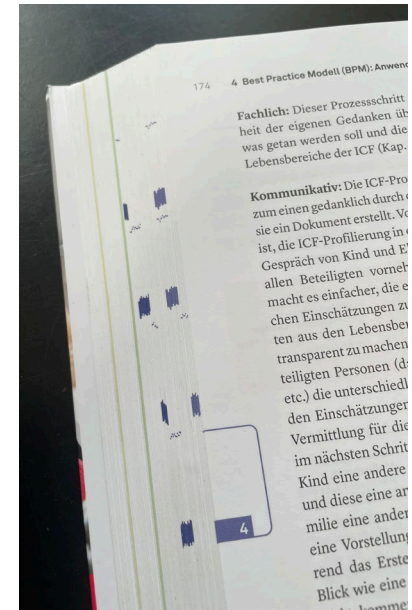 174 4 Best Practice Modell (BPM): Anwend
Fachlich: Dieser Prozessschritt
heit der eigenen Gedanken üb
was getan werden soll und die
Lebensbereiche der ICF (Kap.
Kommunikativ: Die ICF-Pro
zum einen gedanklich durch
sie ein Dokument erstellt. Vo
ist, die ICF-Profilierung in
Gespräch von Kind und El
allen Beteiligten vorneh
macht es einfacher, die e
chen Einschätzungen zu
ten aus den Lebensber
transparent zu machen
teiligten Personen (da
etc.) die unterschiedl
den Einschätzungen
Vermittlung für die
im nächsten Schrit
Kind eine andere
und diese eine an
milie eine ander
eine Vorstellung
rend das Erste
Blick wie eine
4